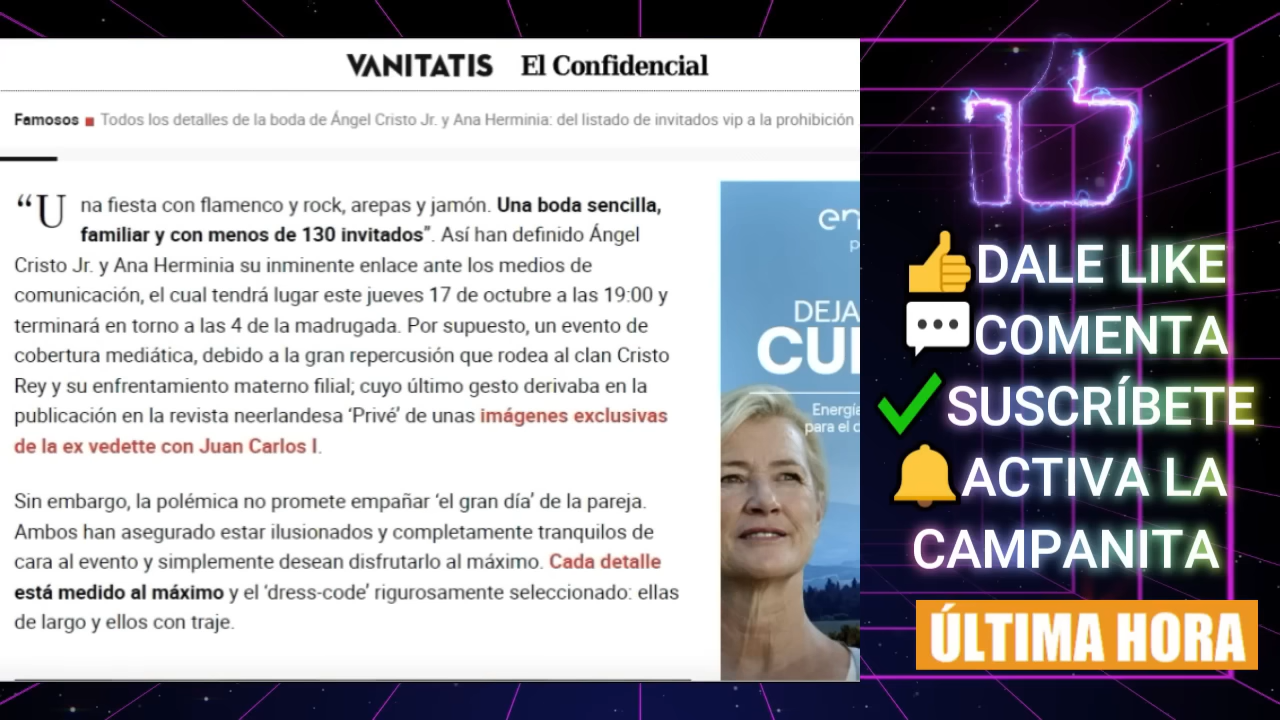 VANITATIS El Confidencial
Famosos Todos los detalles de la boda de Ángel Cristo Jr. y Ana Herminia: del listado de invitados vip a la prohibición
“Una fiesta con flamenco y rock, arepas y jamón. Una boda sencilla,
familiar y con menos de 130 invitados”. Así han definido Ángel
Cristo Jr. y Ana Herminia su inminente enlace ante los medios de
comunicación, el cual tendrá lugar este jueves 17 de octubre a las 19:00 y
terminará en torno a las 4 de la madrugada. Por supuesto, un evento de
cobertura mediática, debido a la gran repercusión que rodea al clan Cristo
Rey y su enfrentamiento materno filial; cuyo último gesto derivaba en la
publicación en la revista neerlandesa ‘Privé’ de unas imágenes exclusivas
de la ex vedette con Juan Carlos I.
Sin embargo, la polémica no promete empañar ‘el gran día’ de la pareja.
Ambos han asegurado estar ilusionados y completamente tranquilos de
cara al evento y simplemente desean disfrutarlo al máximo. Cada detalle
está medido al máximo y el ‘dress-code’ rigurosamente seleccionado: ellas
de largo y ellos con traje.
DEJA
Energía
para el
DALE LIKE
COMENTA
SUSCRÍBETE
ACTIVA LA
CAMPANITA
ÚLTIMA HORA